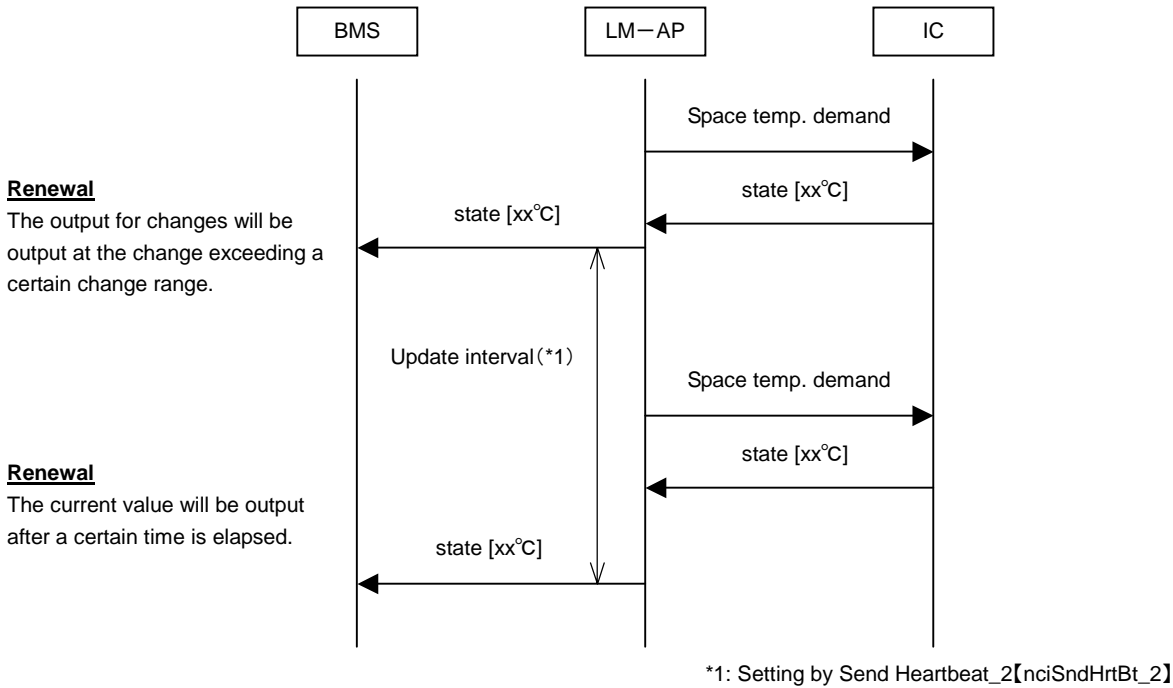 BMS
LM－AP
IC
Space temp. demand
Renewal
The output for changes will be
output at the change exceeding a
certain change range.
state [xx°C]
state [xx°C]
Update interval（*1）
Space temp. demand
state [xx°C]
Renewal
The current value will be output
after a certain time is elapsed.
state [xx°C]
*1: Setting by Send Heartbeat_2【nciSndHrtBt_2】